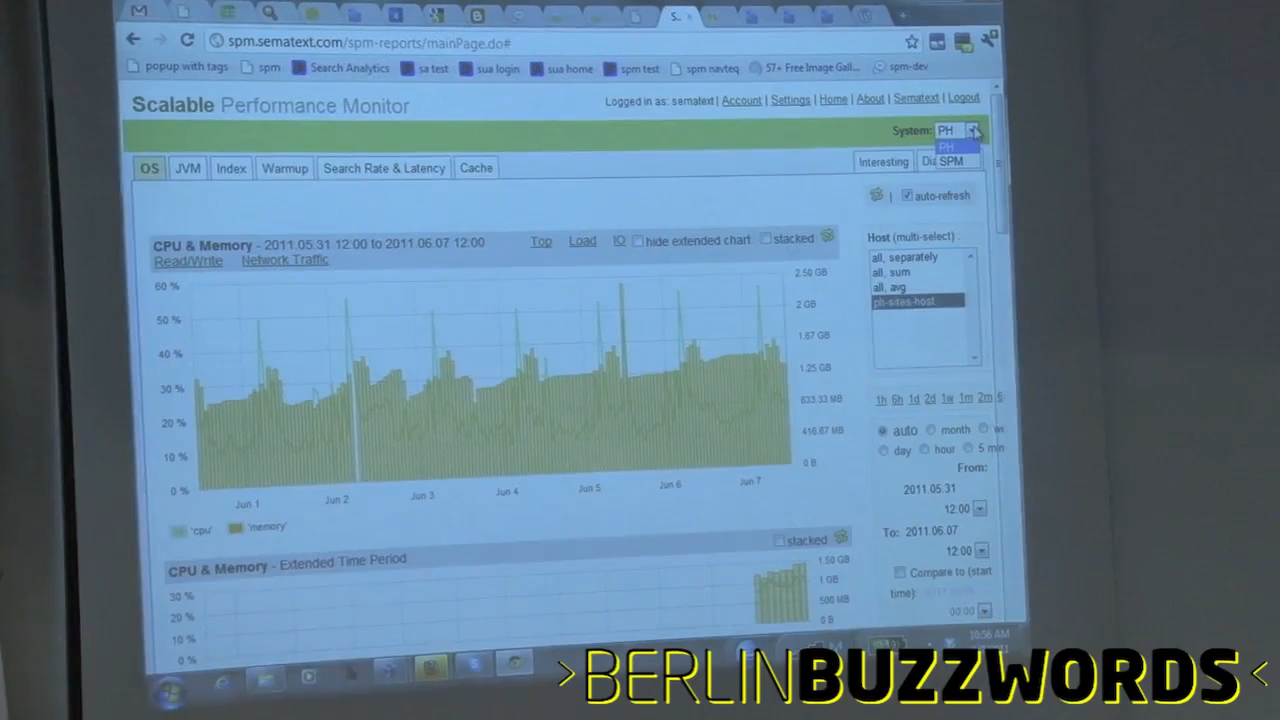 spm.sematext.com/spm-reports/mainPage.do#
popup with tags spm Search Analytics sa test sua login sua home spm test spm navteq 57+ Free Image Gall... spm-dev
Scalable Performance Monitor
Logged in as: sematext | Account | Settings | Home | About | Sematext | Logout
System: PH
PH
SPM
OS JVM Index Warmup Search Rate & Latency Cache
Interesting Dia
| auto-refresh
CPU & Memory - 2011.05.31 12:00 to 2011.06.07 12:00 Top Load IO hide extended chart stacked
Read/Write Network Traffic
Host (multi-select)
all, separately
all, sum
all, avg
ph-sites-host
60 %
50 %
40 %
30 %
20 %
10 %
0 %
2.50 GB
2 GB
1.67 GB
1.25 GB
833.33 MB
416.67 MB
0 B
Jun 1 Jun 2 Jun 3 Jun 4 Jun 5 Jun 6 Jun 7
'cpu' 'memory'
1h 6h 1d 2d 1w 1m 2m 6
auto month we
day hour 5 min
From:
2011.05.31
12:00
To: 2011.06.07
12:00
Compare to (start
time):
00:00
CPU & Memory - Extended Time Period stacked
30 %
20 %
10 %
0 %
1.50 GB
1 GB
500 MB
0 B
10:56 AM
>BERLINBUZZWORDS<